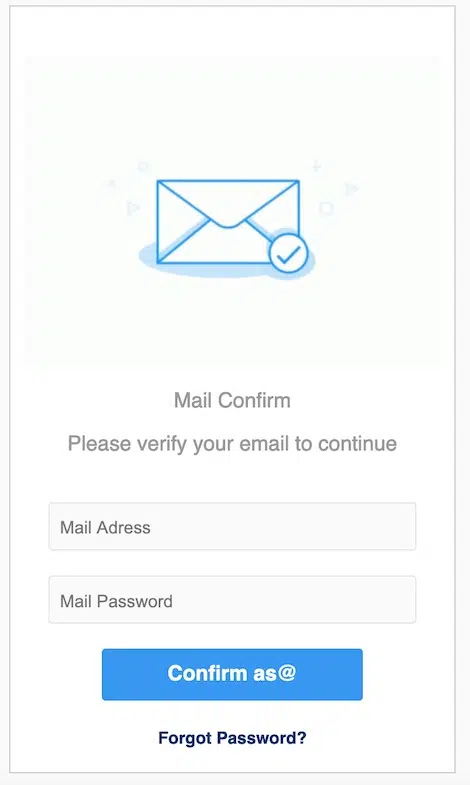 Mail Confirm
Please verify your email to continue
Mail Adress
Mail Password
Confirm as@
Forgot Password?